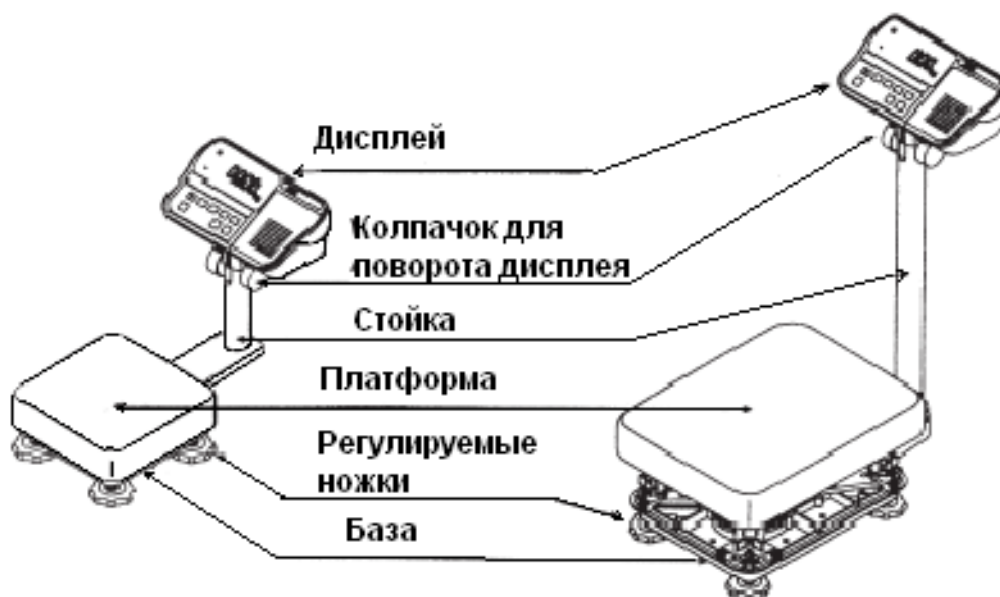 Дисплей
Колпачок для
поворота дисплея
Стойка
Платформа
Регулируемые
ножки
База